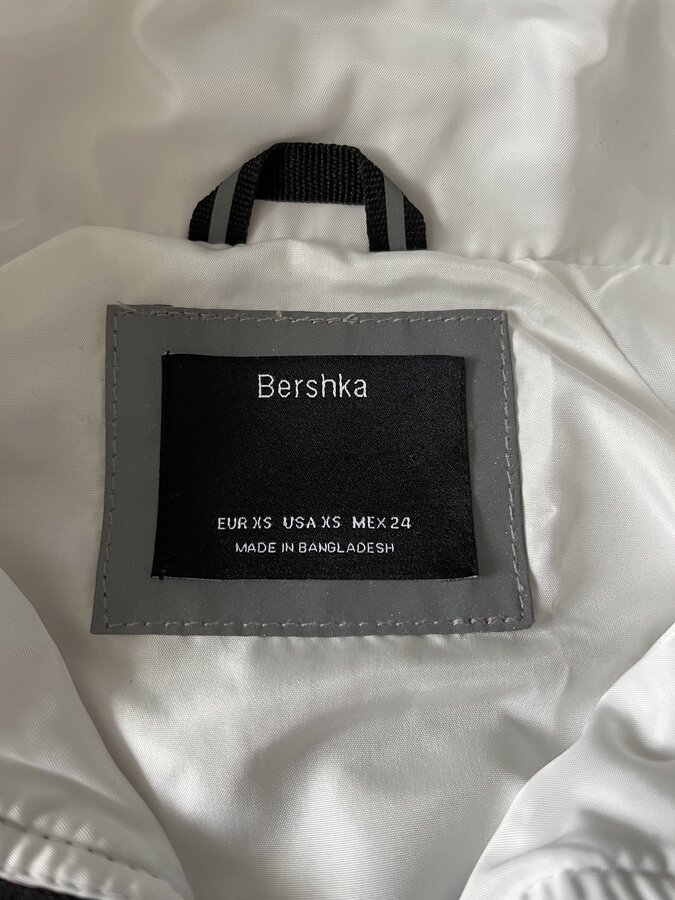 Bershka
EUR XS USA XS MEX 24
MADE IN BANGLADESH